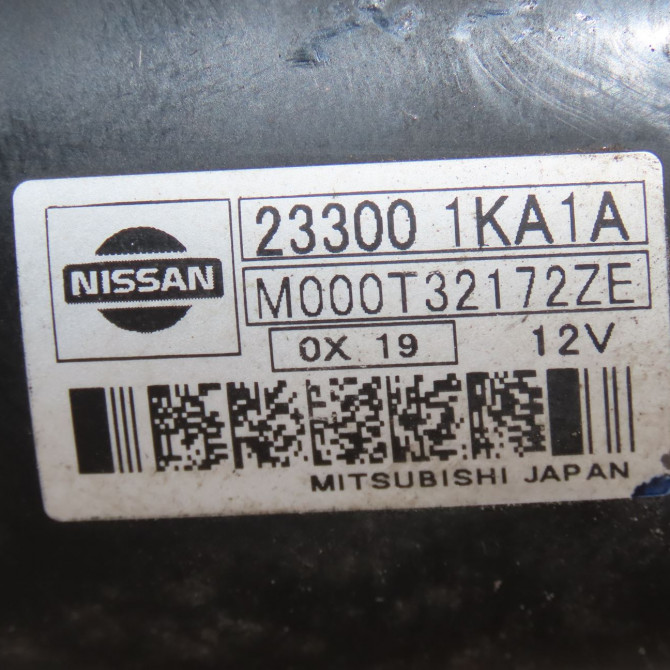 NISSAN
23300 1KA1A
M000T32172ZE
0X 19
12V
MITSUBISHI JAPAN